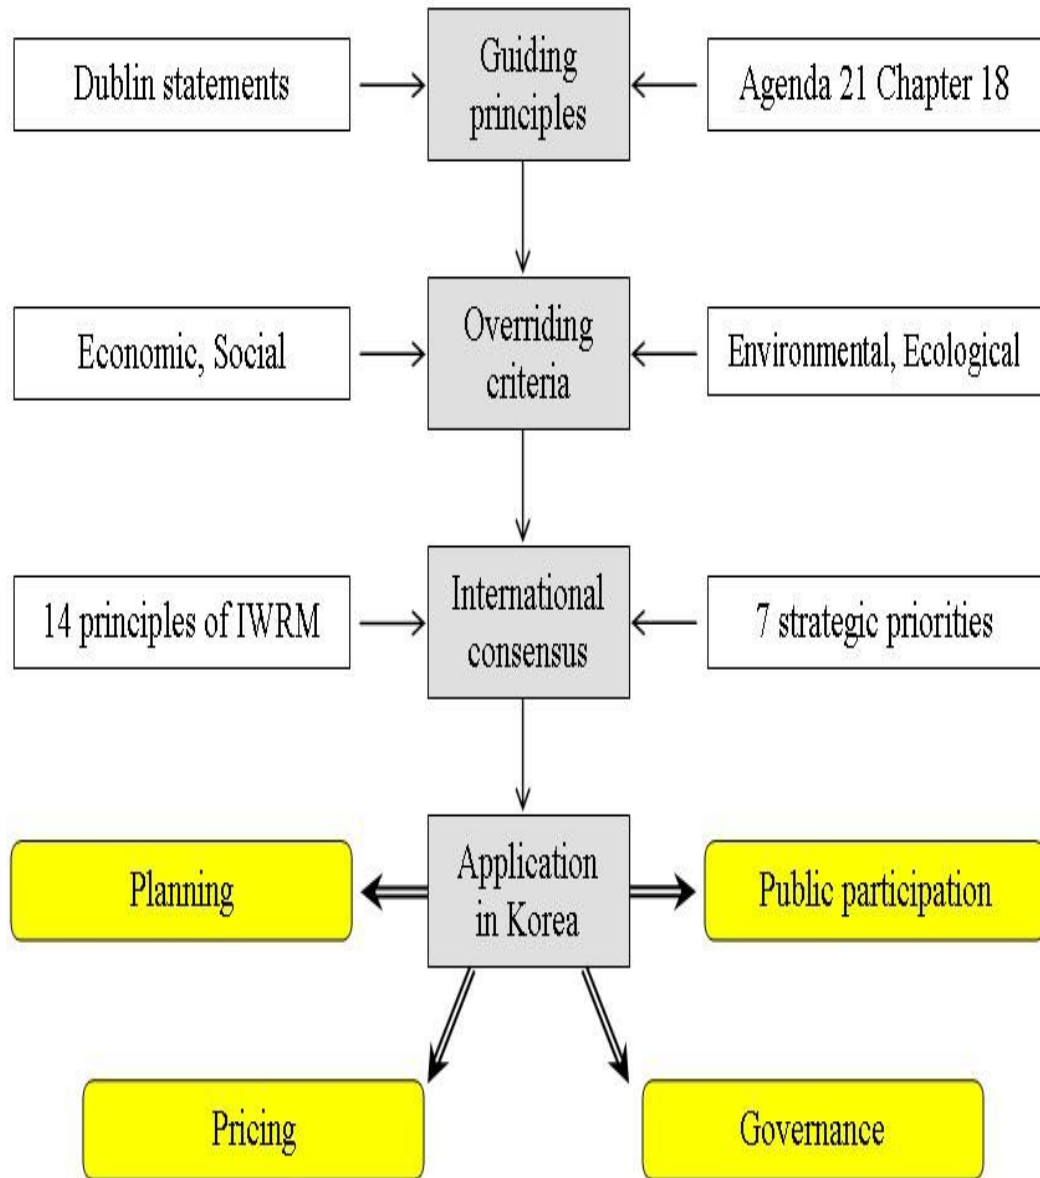 Dublin statements
Guiding
principles
Agenda 21 Chapter 18
Economic, Social
Overriding
criteria
Environmental, Ecological
14 principles of IWRM
International
consensus
7 strategic priorities
Planning
Application
in Korea
Public participation
Pricing
Governance